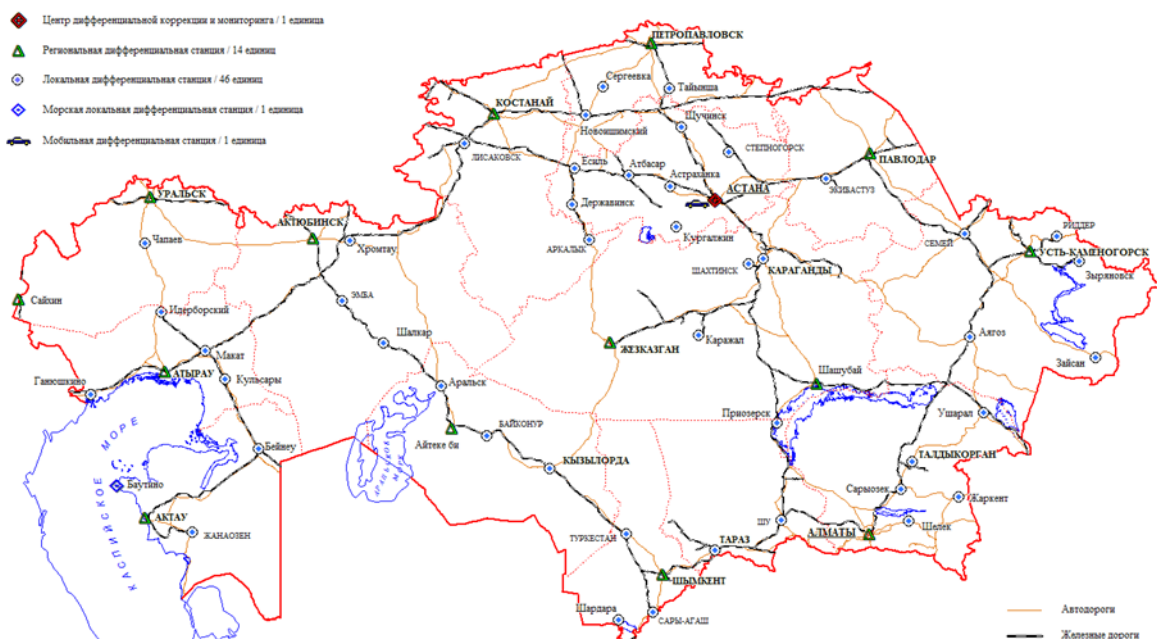 Центр дифференциальной коррекции и мониторинга / 1 единица
Региональная дифференциальная станция / 14 единиц
Локальная дифференциальная станция / 46 единиц
Морская локальная дифференциальная станция / 1 единица
Мобильная дифференциальная станция / 1 единица
ПЕТРОПАВЛОВСК
Сергеевка
Тайынша
КОСТАНАЙ
Новоишимский
Щучинск
ЛИСАКОВСК
СТЕПНОГОРСК
Есиль
Атбасар
ПАВЛОДАР
Астраханка
АСТАНА
ЭКИБАСТУЗ
УРАЛЬСК
Державинск
АКТЮБИНСК
Хромтау
Чапаев
АРКАЛЫК
Кургалжин
СЕМЕЙ
РИДДЕР
УСТЬ-КАМЕНОГОРСК
Зыряновск
ШАХТИНСК
КАРАГАНДЫ
Сайхин
ЭМБА
Идерборский
Шалкар
ЖЕЗКАЗГАН
Каражал
Аягоз
Зайсан
Макат
АТЫРАУ
Ганюшкино
Кульсары
Аральск
Шашубай
Приозерск
Ушарал
Айтеке би
БАЙКОНУР
Бейнеу
КЫЗЫЛОРДА
ТАЛДЫКОРГАН
АРАЛЬСКОЕ МОРЕ
КАСПИЙСКОЕ МОРЕ
Баутино
Сарыозек
Жаркент
АКТАУ
ЖАНАОЗЕН
ТУРКЕСТАН
ШУ
АЛМАТЫ
Шелек
ТАРАЗ
ШЫМКЕНТ
Шардара
САРЫ-АГАШ
Автодороги
Железные дороги